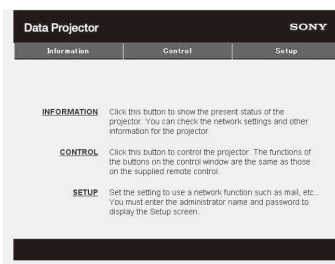 Data Projector
SONY
Information Control Setup
INFORMATION Click this button to show the present status of the
projector. You can check the network settings and other
information for the projector.
CONTROL Click this button to control the projector. The functions of
the buttons on the control window are the same as those
on the supplied remote control.
SETUP Set the setting to use a network function such as mail, etc..
You must enter the administrator name and password to
display the Setup screen.